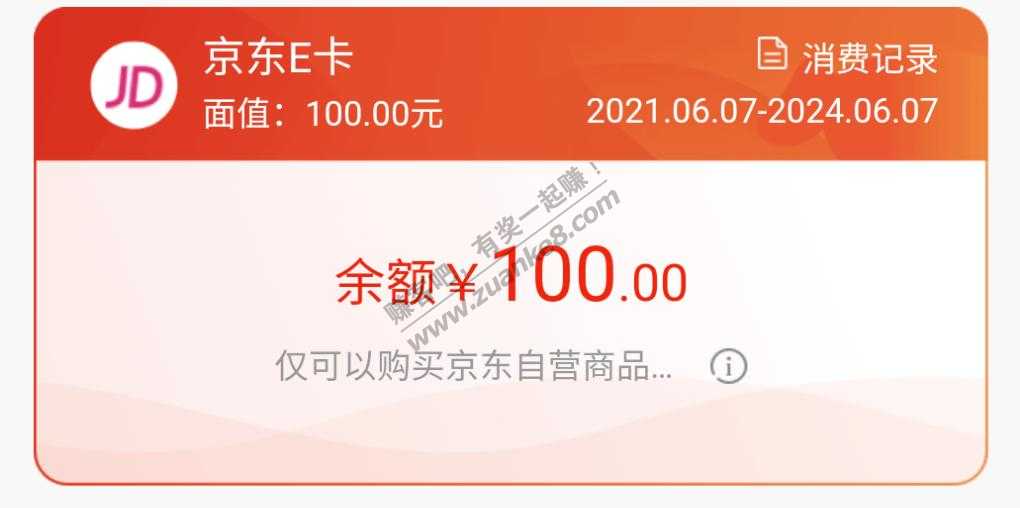 JD
京东E卡
面值：100.00元
消费记录
2021.06.07-2024.06.07
赚客吧，有奖一起赚！
www.zuanke8.com
余额￥100.00
仅可以购买京东自营商品...